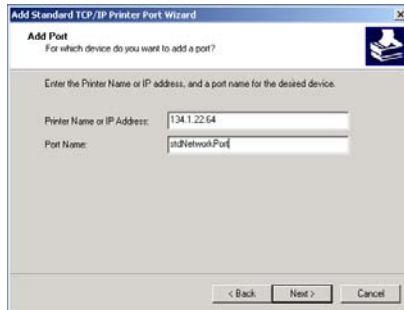 Add Standard TCP/IP Printer Port Wizard
Add Port
For which device do you want to add a port?
Enter the Printer Name or IP address, and a port name for the desired device.
Printer Name or IP Address: 134.1.22.64
Port Name: stdNetworkPort
< Back Next > Cancel